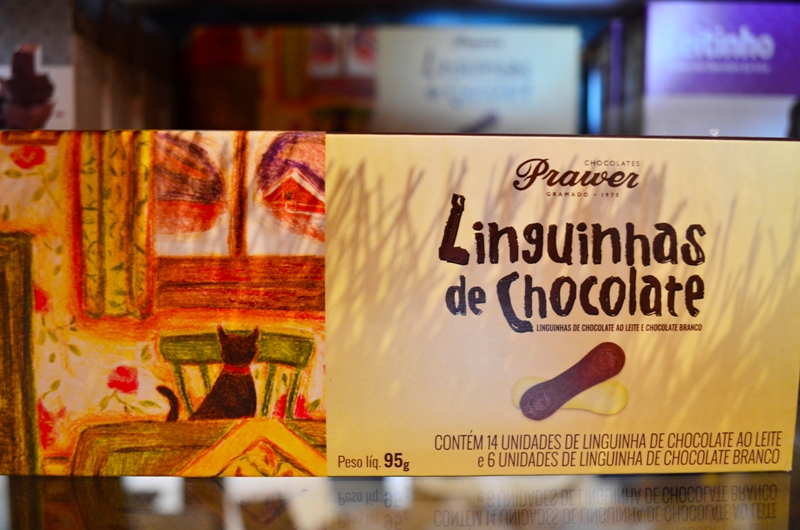 CHOCOLATES
Prawer
GRAMADO • 1975
Linguinhas
de Chocolate
LINGUINHAS DE CHOCOLATE AO LEITE E CHOCOLATE BRANCO
CONTÉM 14 UNIDADES DE LINGUINHA DE CHOCOLATE AO LEITE
e 6 UNIDADES DE LINGUINHA DE CHOCOLATE BRANCO
Peso líq. 95g